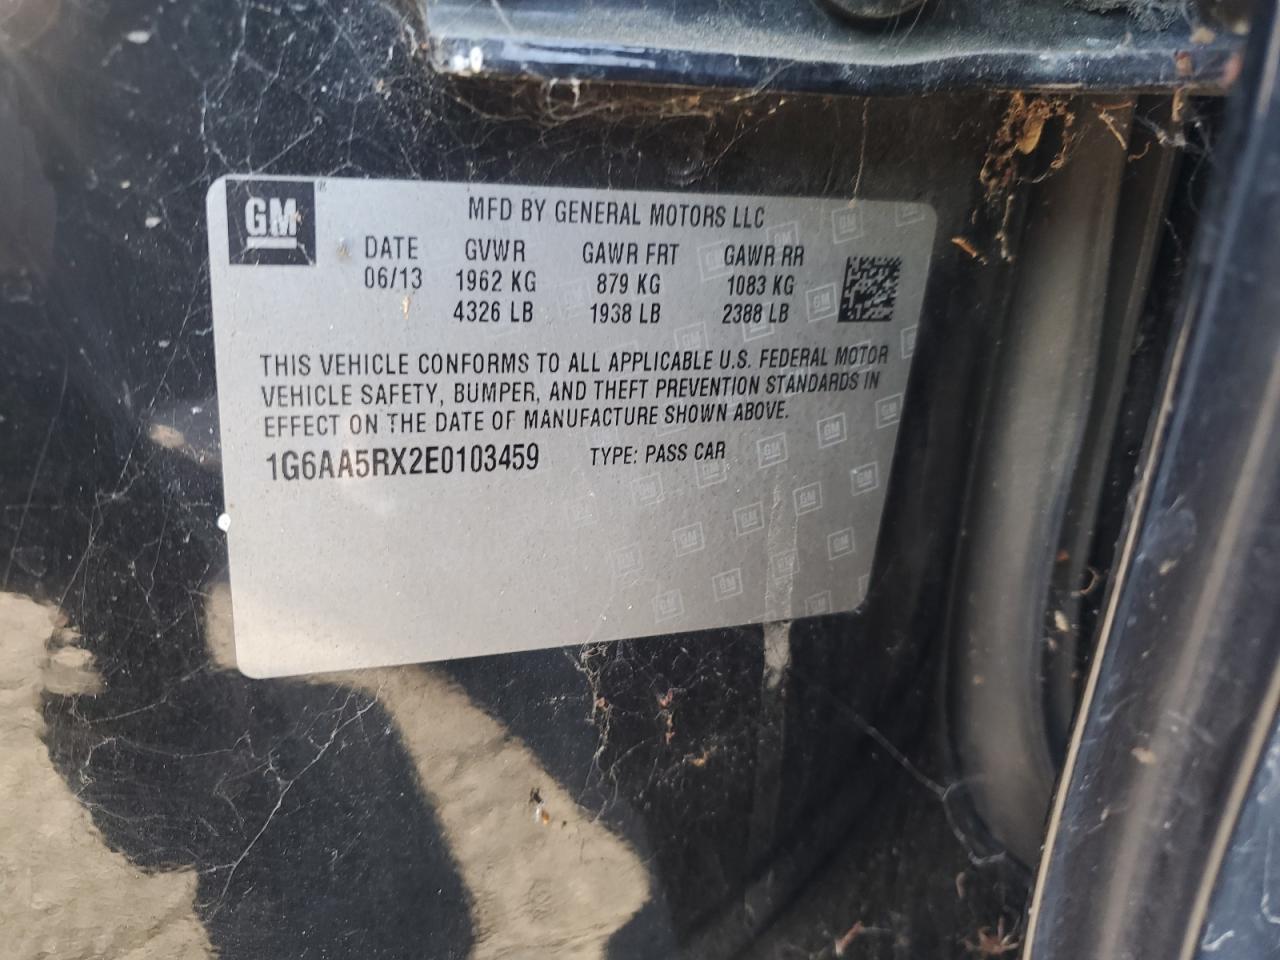 GM
MFD BY GENERAL MOTORS LLC
DATE GVWR GAWR FRT GAWR RR
06/13 1962 KG 879 KG 1083 KG
4326 LB 1938 LB 2388 LB
THIS VEHICLE CONFORMS TO ALL APPLICABLE U.S. FEDERAL MOTOR
VEHICLE SAFETY, BUMPER, AND THEFT PREVENTION STANDARDS IN
EFFECT ON THE DATE OF MANUFACTURE SHOWN ABOVE.
1G6AA5RX2E0103459 TYPE: PASS CAR